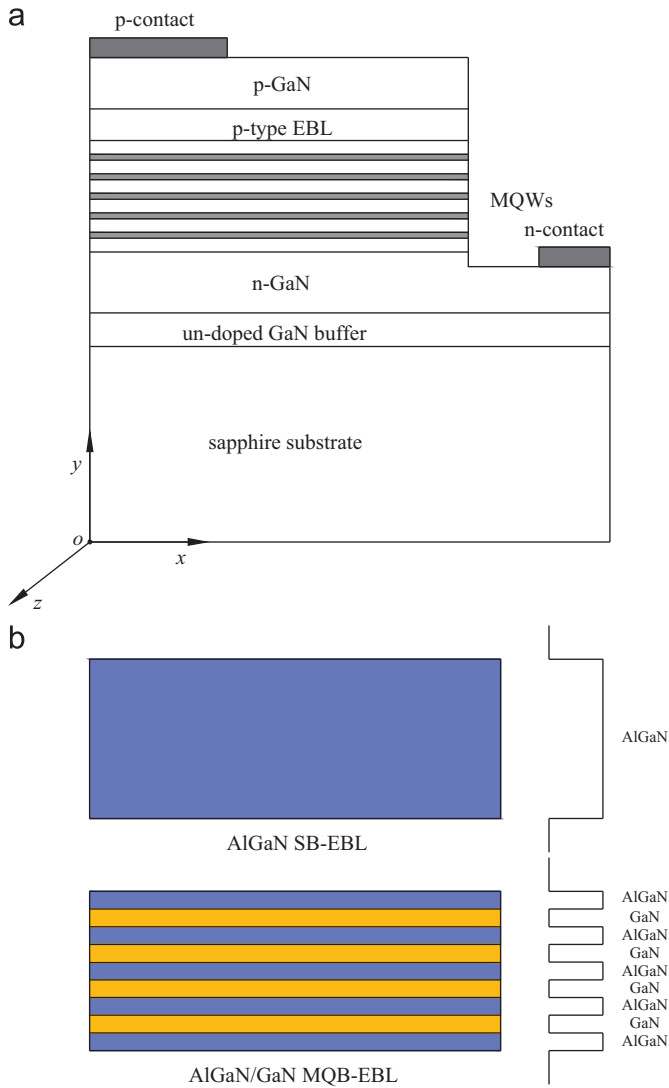 a
p-contact
p-GaN
p-type EBL
MQWs
n-contact
n-GaN
un-doped GaN buffer
sapphire substrate
y
o
x
z
b
AlGaN
AlGaN SB-EBL
AlGaN
GaN
AlGaN
GaN
AlGaN
GaN
AlGaN
GaN
AlGaN
AlGaN/GaN MQB-EBL